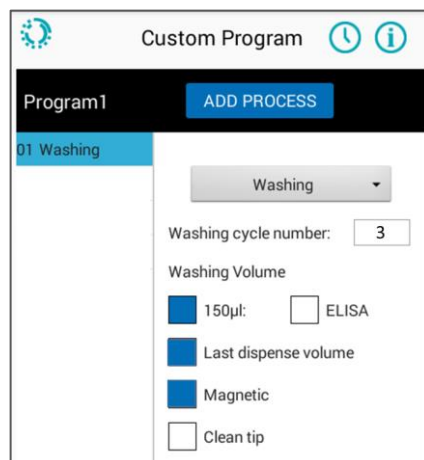 Custom Program
Program1 ADD PROCESS
01 Washing
Washing
Washing cycle number: 3
Washing Volume
150µl: ELISA
Last dispense volume
Magnetic
Clean tip